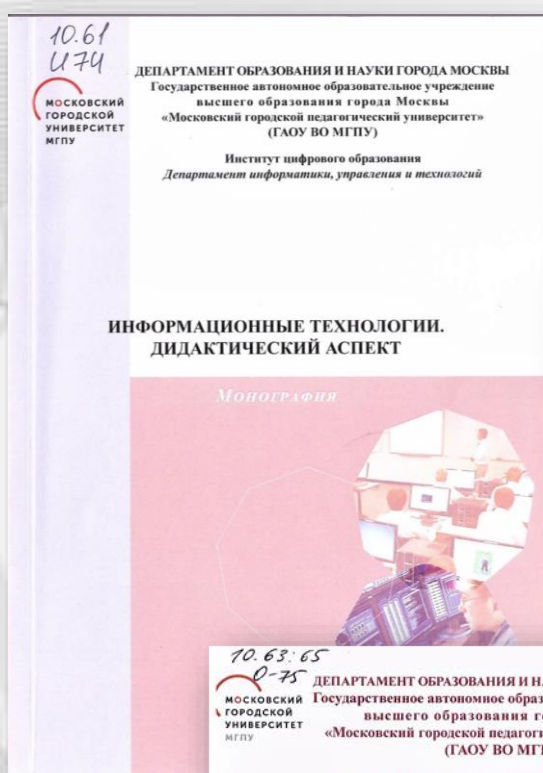 10.61
И74
МОСКОВСКИЙ
ГОРОДСКОЙ
УНИВЕРСИТЕТ
МГПУ
ДЕПАРТАМЕНТ ОБРАЗОВАНИЯ И НАУКИ ГОРОДА МОСКВЫ
Государственное автономное образовательное учреждение
высшего образования города Москвы
«Московский городской педагогический университет»
(ГАОУ ВО МГПУ)
Институт цифрового образования
Департамент информатики, управления и технологий
ИНФОРМАЦИОННЫЕ ТЕХНОЛОГИИ.
ДИДАКТИЧЕСКИЙ АСПЕКТ
МОНОГРАФИЯ
10.63:65
О-75
МОСКОВСКИЙ
ГОРОДСКОЙ
УНИВЕРСИТЕТ
МГПУ
ДЕПАРТАМЕНТ ОБРАЗОВАНИЯ И Н
Государственное автономное образ
высшего образования г
«Московский городской педагоги
(ГАОУ ВО МГ